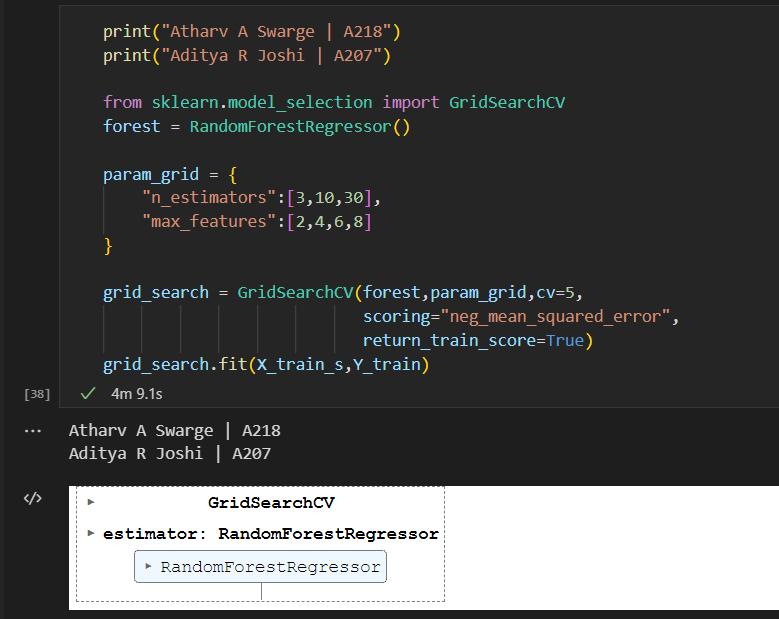 print("Atharv A Swarge | A218")
print("Aditya R Joshi | A207")
from sklearn.model_selection import GridSearchCV
forest = RandomForestRegressor()
param_grid = {
"n_estimators":[3,10,30],
"max_features":[2,4,6,8]
}
grid_search = GridSearchCV(forest,param_grid,cv=5,
scoring="neg_mean_squared_error",
return_train_score=True)
grid_search.fit(X_train_s,Y_train)
[38] ✓ 4m 9.1s
... Atharv A Swarge | A218
Aditya R Joshi | A207
</> ▸ GridSearchCV
▸ estimator: RandomForestRegressor
▸ RandomForestRegressor